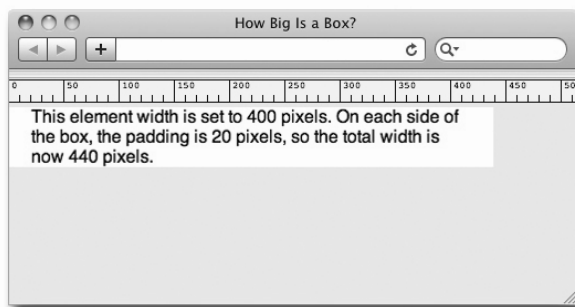 How Big Is a Box?
0 50 100 150 200 250 300 350 400 450 50
This element width is set to 400 pixels. On each side of
the box, the padding is 20 pixels, so the total width is
now 440 pixels.